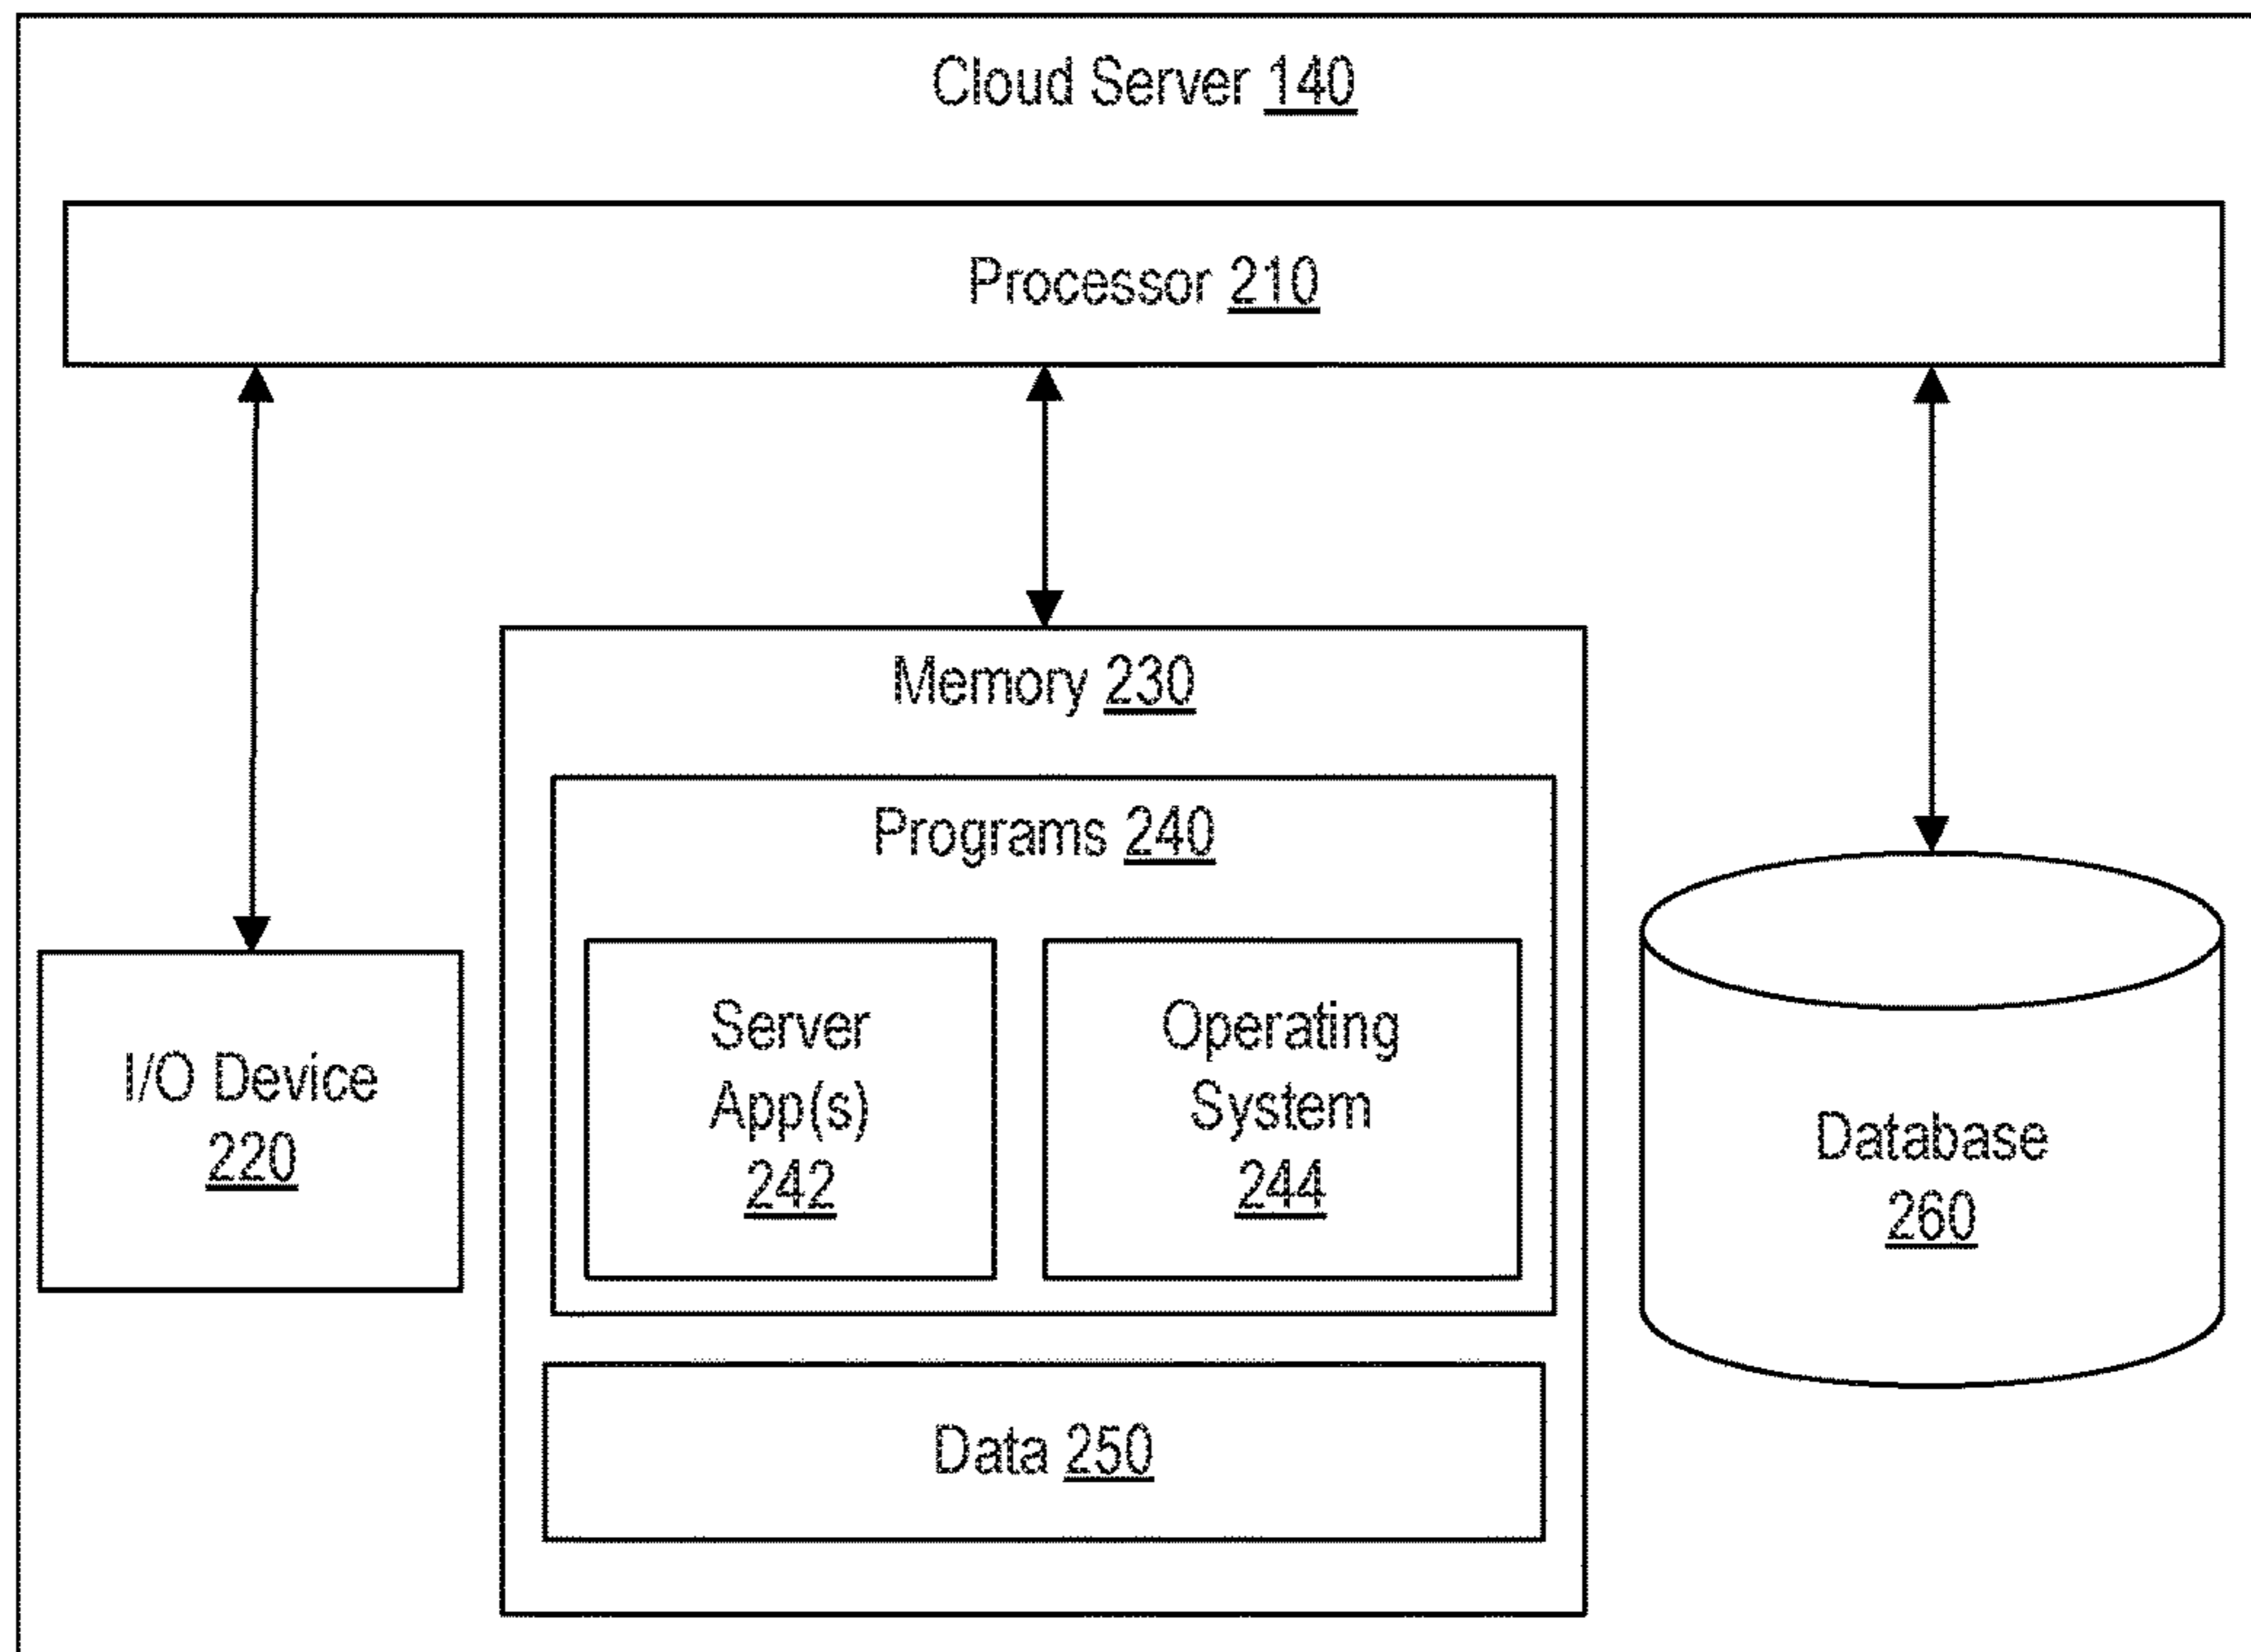 Cloud Server 140
Processor 210
Memory 230
Programs 240
Server
App(s)
242
Operating
System
244
I/O Device
220
Database
260
Data 250